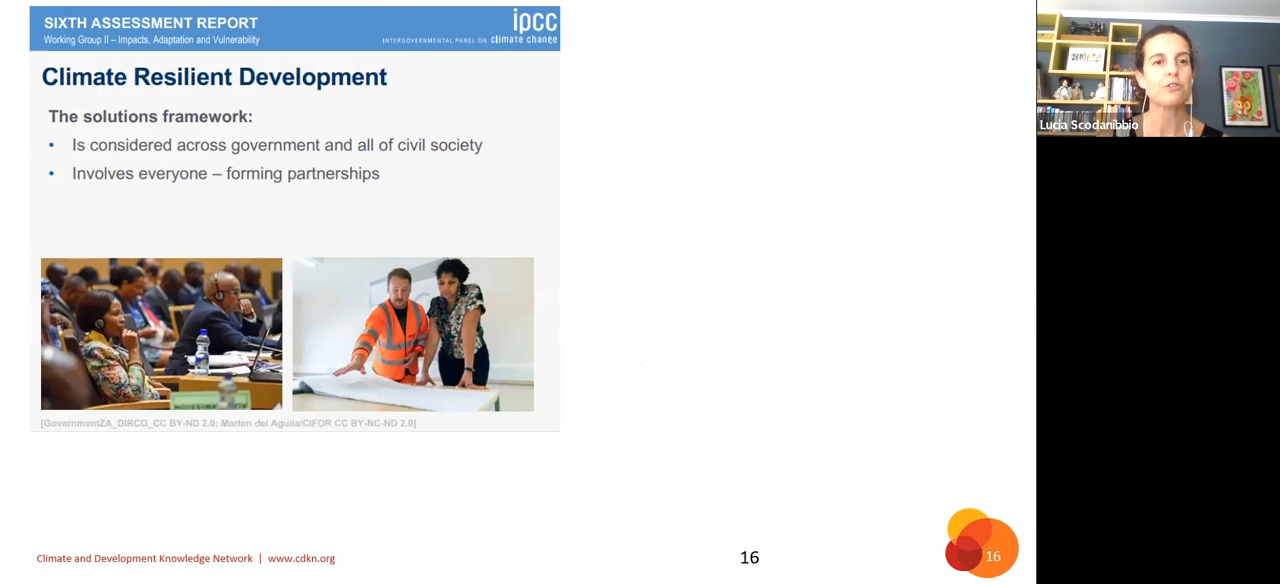 SIXTH ASSESSMENT REPORT
Working Group II – Impacts, Adaptation and Vulnerability
ipcc
INTERGOVERNMENTAL PANEL ON climate change
Climate Resilient Development
The solutions framework:
• Is considered across government and all of civil society
• Involves everyone – forming partnerships
[GovernmentZA_DIRCO_CC BY-ND 2.0; Marlon del Aguila/CIFOR CC BY-NC-ND 2.0]
Lucia Scodanibbio
Climate and Development Knowledge Network | www.cdkn.org
16
16